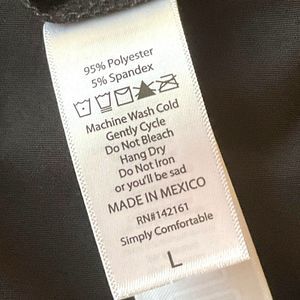 95% Polyester
5% Spandex
Machine Wash Cold
Gently Cycle
Do Not Bleach
Hang Dry
Do Not Iron
or you'll be sad
MADE IN MEXICO
RN#142161
Simply Comfortable
L